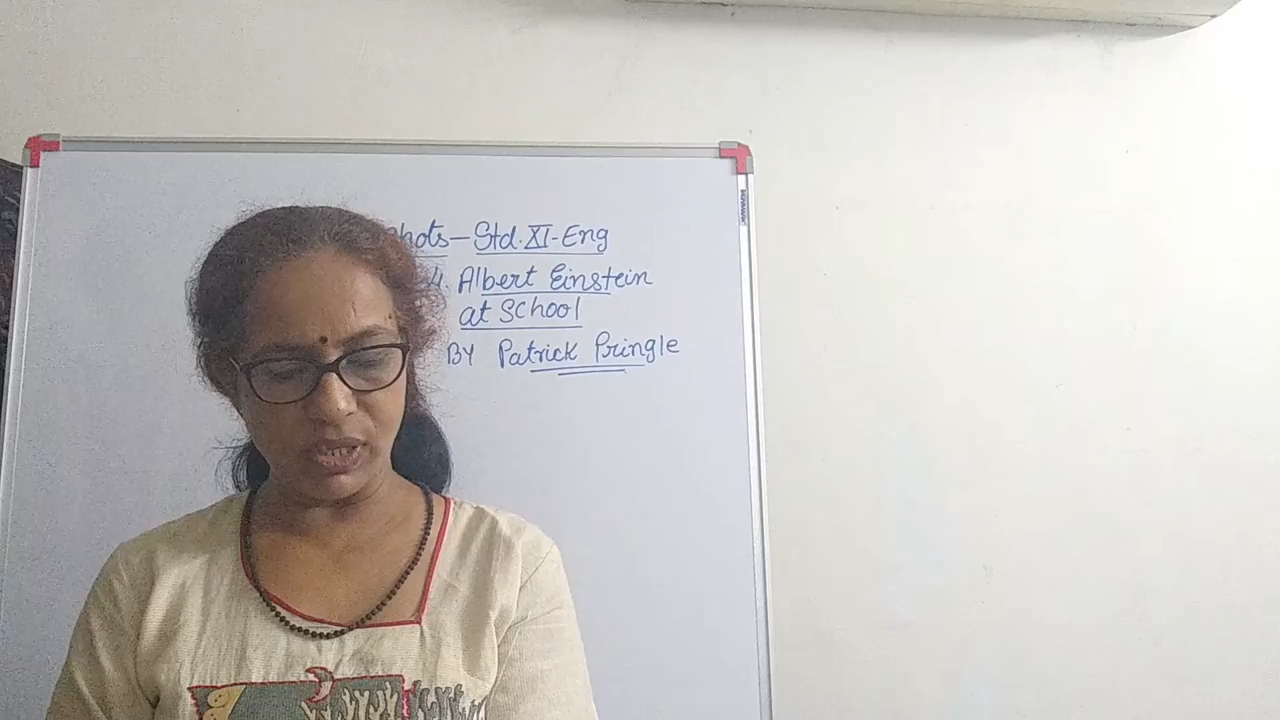 hots - Std. XI - Eng
4. Albert Einstein
at School
BY Patrick Pringle